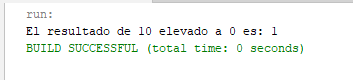 run:
El resultado de 10 elevado a 0 es: 1
BUILD SUCCESSFUL (total time: 0 seconds)